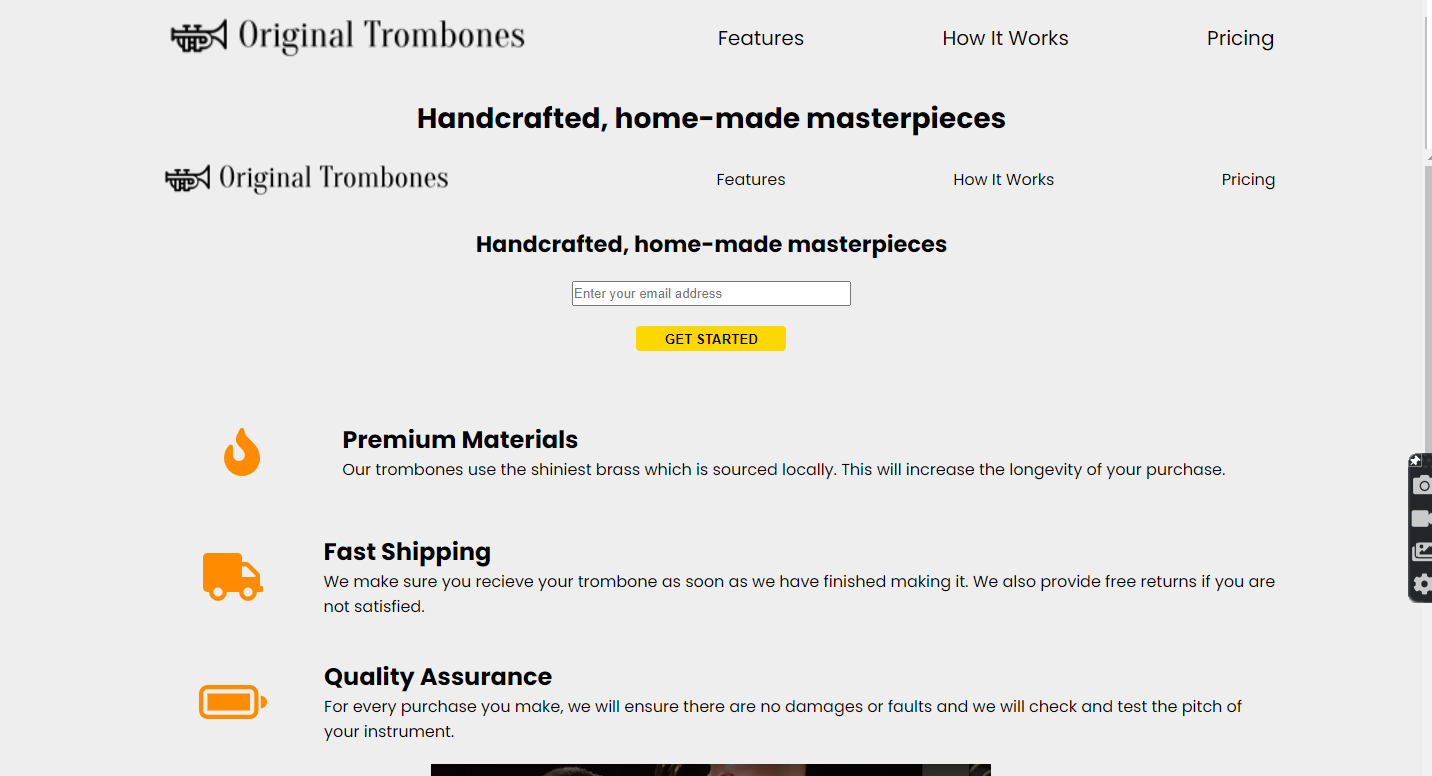 Original Trombones
Features
How It Works
Pricing
Handcrafted, home-made masterpieces
Original Trombones
Features
How It Works
Pricing
Handcrafted, home-made masterpieces
Enter your email address
GET STARTED
Premium Materials
Our trombones use the shiniest brass which is sourced locally. This will increase the longevity of your purchase.
Fast Shipping
We make sure you recieve your trombone as soon as we have finished making it. We also provide free returns if you are
not satisfied.
Quality Assurance
For every purchase you make, we will ensure there are no damages or faults and we will check and test the pitch of
your instrument.